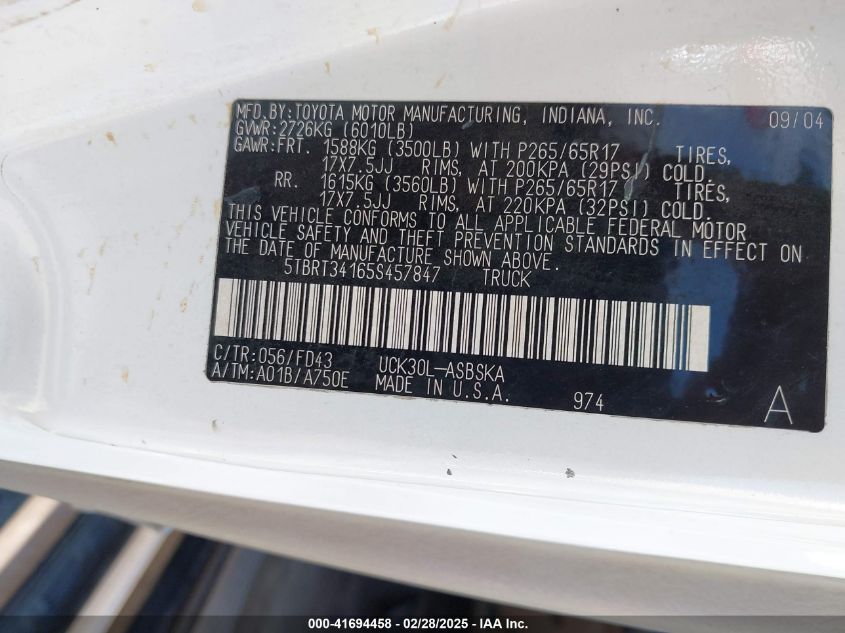 MFD.BY:TOYOTA MOTOR MANUFACTURING, INDIANA, INC. 09/04
GVWR:2726KG (6010LB)
GAWR:FRT. 1588KG (3500LB) WITH P265/65R17 TIRES,
17X7.5JJ RIMS, AT 200KPA (29PSI) COLD.
RR. 1615KG (3560LB) WITH P265/65R17 TIRES,
17X7.5JJ RIMS, AT 220KPA (32PSI) COLD.
THIS VEHICLE CONFORMS TO ALL APPLICABLE FEDERAL MOTOR
VEHICLE SAFETY AND THEFT PREVENTION STANDARDS IN EFFECT ON
THE DATE OF MANUFACTURE SHOWN ABOVE.
5TBRT34165S457847 TRUCK
C/TR:056/FD43 UCK30L-ASBSKA
A/TM:A01B/A750E MADE IN U.S.A. 974 A
000-41694458 - 02/28/2025 - IAA Inc.